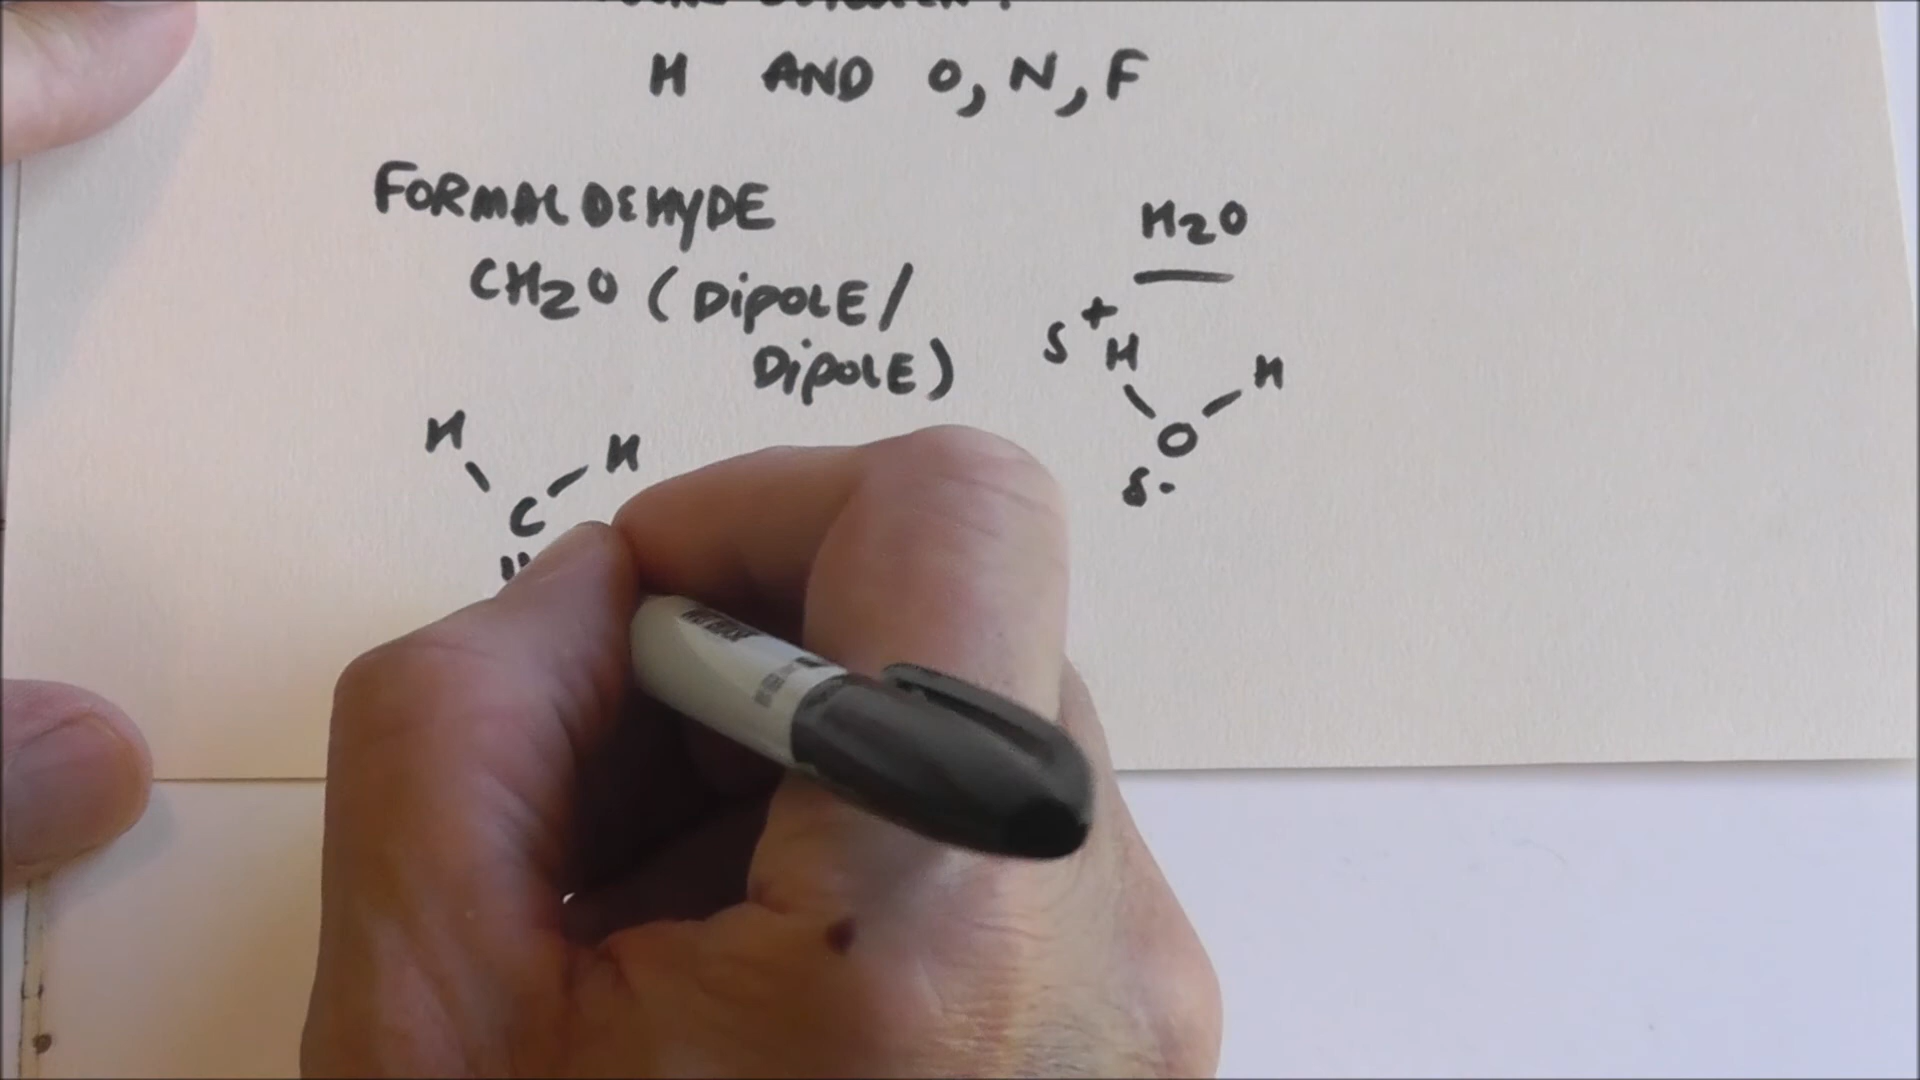 H AND O, N, F
FORMALDEHYDE
CH2O (DiPOLE/
DiPOLE)
H2O
δ+
H H
O
δ-
H H
C